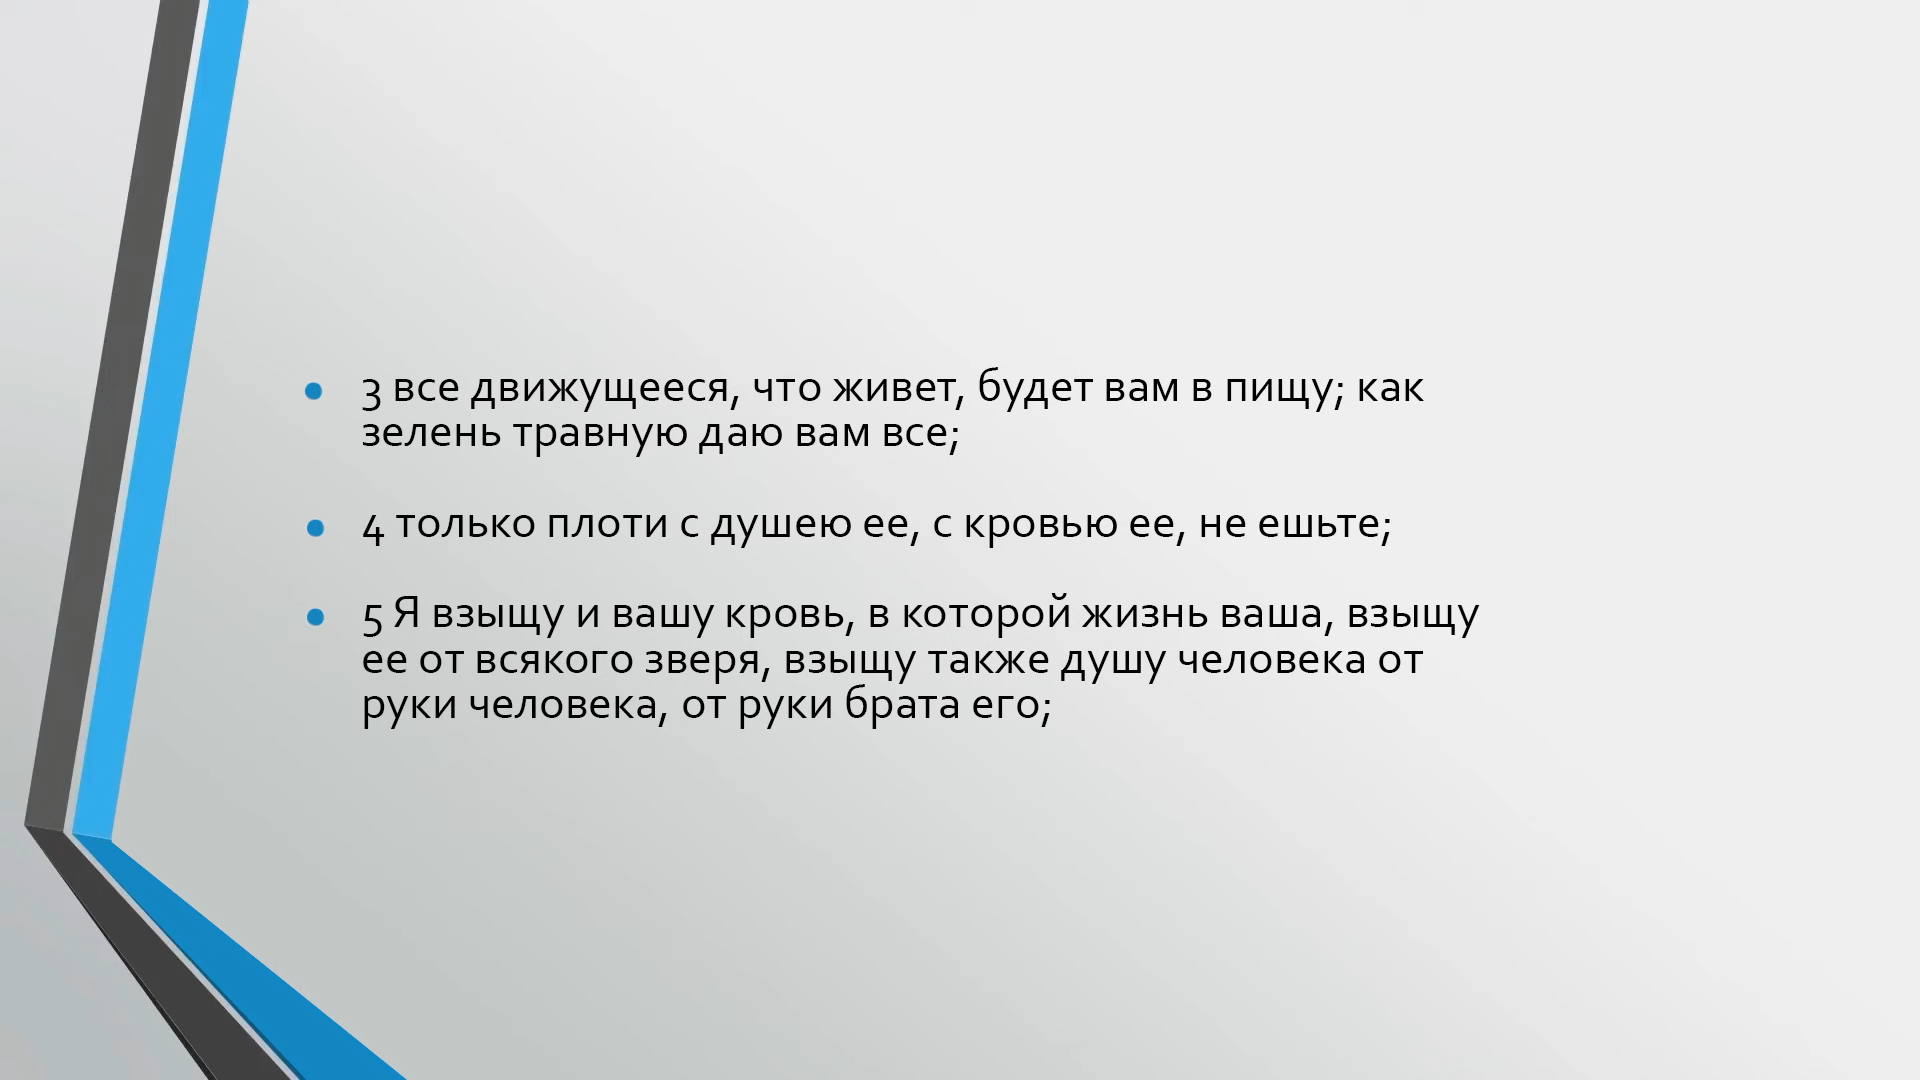 3 все движущееся, что живет, будет вам в пищу; как
зелень травную даю вам все;
4 только плоти с душею ее, с кровью ее, не ешьте;
5 Я взыщу и вашу кровь, в которой жизнь ваша, взыщу
ее от всякого зверя, взыщу также душу человека от
руки человека, от руки брата его;